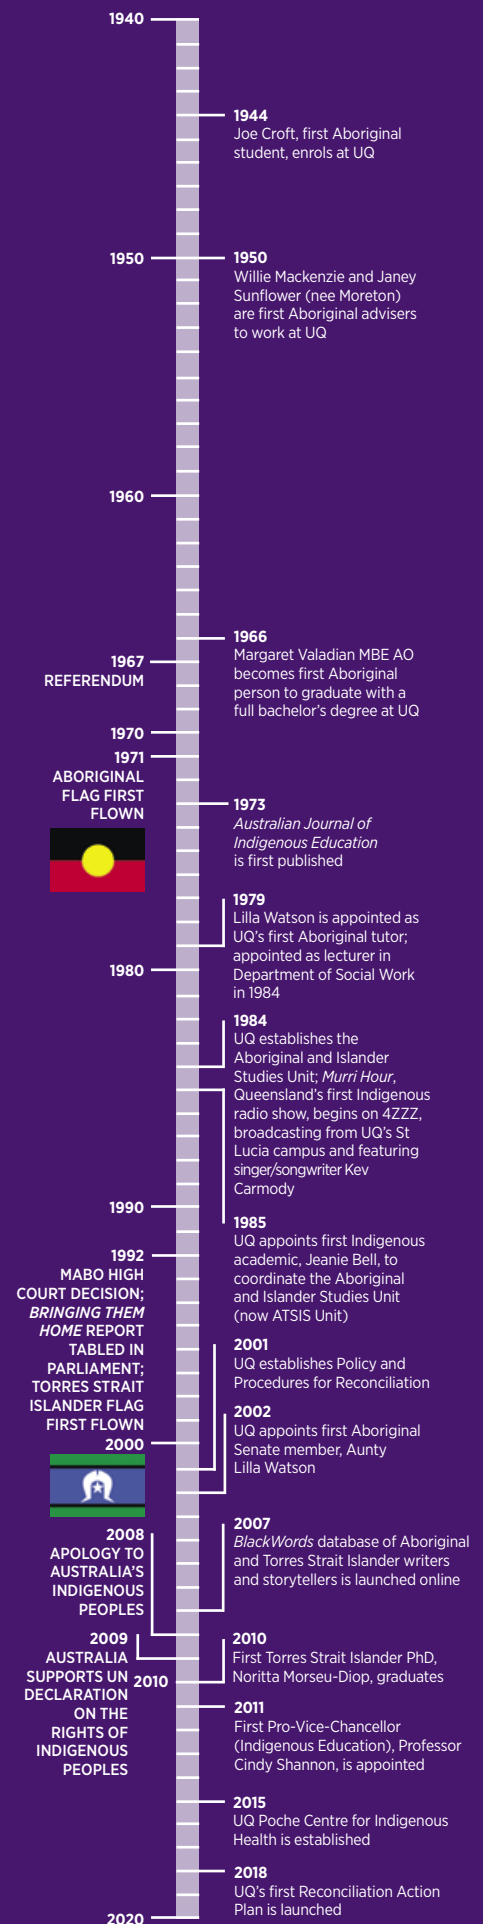 1940
1944
Joe Croft, first Aboriginal
student, enrols at UQ
1950
1950
Willie Mackenzie and Janey
Sunflower (nee Moreton)
are first Aboriginal advisers
to work at UQ
1960
1966
Margaret Valadian MBE AO
becomes first Aboriginal
person to graduate with a
full bachelor's degree at UQ
1967
REFERENDUM
1970
1971
ABORIGINAL
FLAG FIRST
FLOWN
1973
Australian Journal of
Indigenous Education
is first published
1979
Lilla Watson is appointed as
UQ's first Aboriginal tutor;
appointed as lecturer in
Department of Social Work
in 1984
1980
1984
UQ establishes the
Aboriginal and Islander
Studies Unit; Murri Hour,
Queensland's first Indigenous
radio show, begins on 4ZZZ,
broadcasting from UQ's St
Lucia campus and featuring
singer/songwriter Kev
Carmody
1990
1985
UQ appoints first Indigenous
academic, Jeanie Bell, to
coordinate the Aboriginal
and Islander Studies Unit
(now ATSIS Unit)
1992
MABO HIGH
COURT DECISION;
BRINGING THEM
HOME REPORT
TABLED IN
PARLIAMENT;
TORRES STRAIT
ISLANDER FLAG
FIRST FLOWN
2000
2001
UQ establishes Policy and
Procedures for Reconciliation
2002
UQ appoints first Aboriginal
Senate member, Aunty
Lilla Watson
2007
BlackWords database of Aboriginal
and Torres Strait Islander writers
and storytellers is launched online
2008
APOLOGY TO
AUSTRALIA'S
INDIGENOUS
PEOPLES
2009
AUSTRALIA
SUPPORTS UN
DECLARATION
ON THE
RIGHTS OF
INDIGENOUS
PEOPLES
2010
2010
First Torres Strait Islander PhD,
Noritta Morseu-Diop, graduates
2011
First Pro-Vice-Chancellor
(Indigenous Education), Professor
Cindy Shannon, is appointed
2015
UQ Poche Centre for Indigenous
Health is established
2018
UQ's first Reconciliation Action
Plan is launched
2020